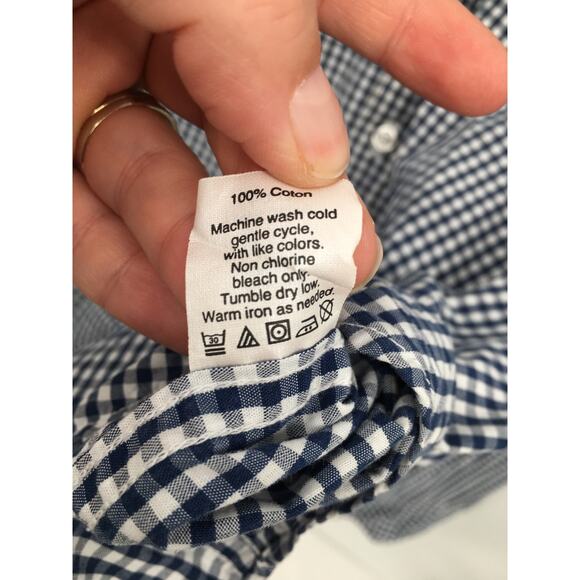 100% Coton
Machine wash cold
gentle cycle,
with like colors.
Non chlorine
bleach only.
Tumble dry low.
Warm iron as needed.
30